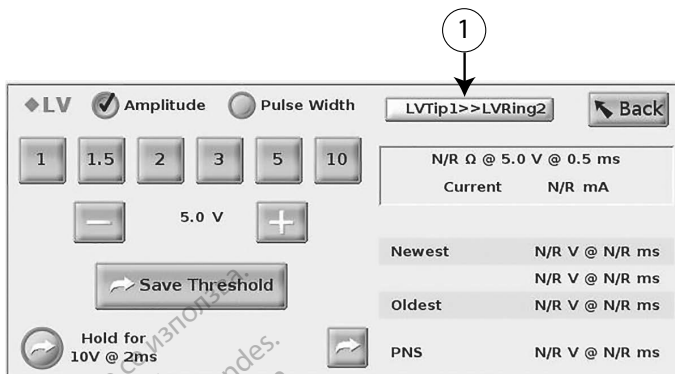 1
◆LV Amplitude Pulse Width LVTip1>>LVRing2 Back
1 1.5 2 3 5 10
N/R Ω @ 5.0 V @ 0.5 ms
Current N/R mA
5.0 V
Newest N/R V @ N/R ms
N/R V @ N/R ms
Save Threshold
Oldest N/R V @ N/R ms
Hold for
10V @ 2ms
PNS N/R V @ N/R ms
използва.